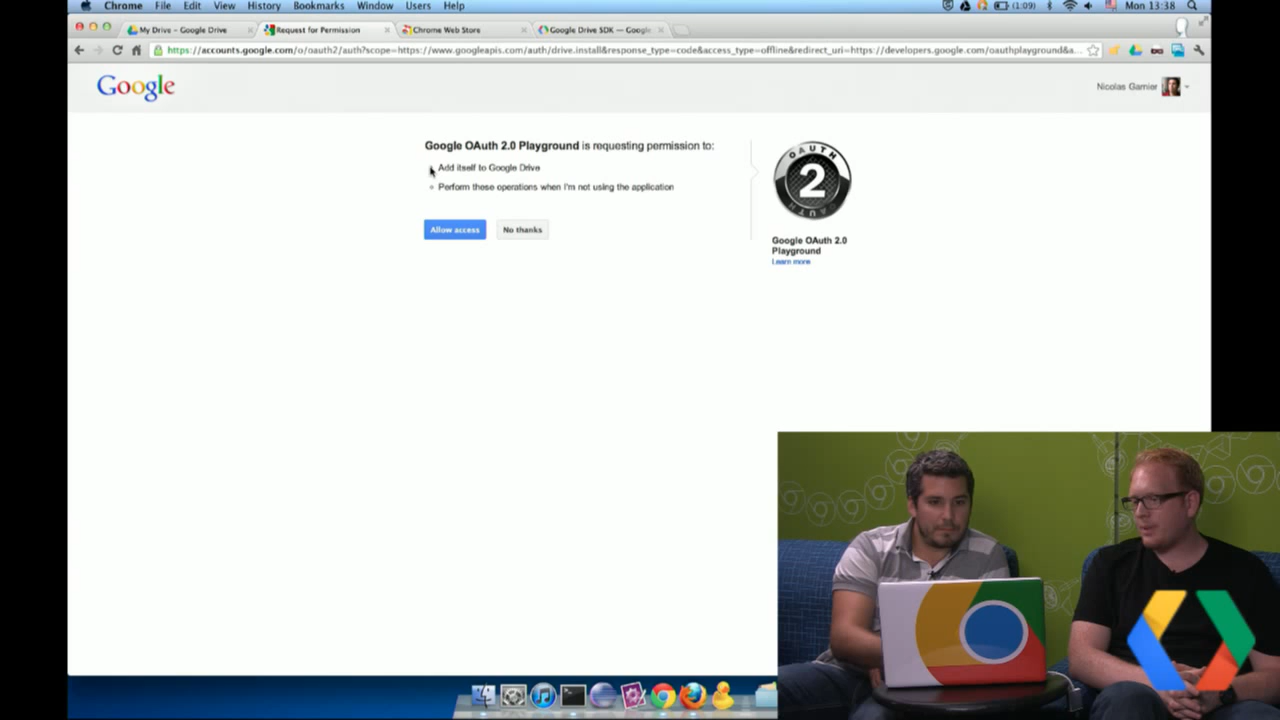 Chrome File Edit View History Bookmarks Window Users Help (1:09) Mon 13:38
My Drive - Google Drive Request for Permission Chrome Web Store Google Drive SDK — Google
https://accounts.google.com/o/oauth2/auth?scope=https://www.googleapis.com/auth/drive.install&response_type=code&access_type=offline&redirect_uri=https://developers.google.com/oauthplayground&a...
Google
Nicolas Garnier
Google OAuth 2.0 Playground is requesting permission to:
Add itself to Google Drive
Perform these operations when I'm not using the application
Allow access No thanks
OAUTH
2
OAUTH
Google OAuth 2.0
Playground
Learn more